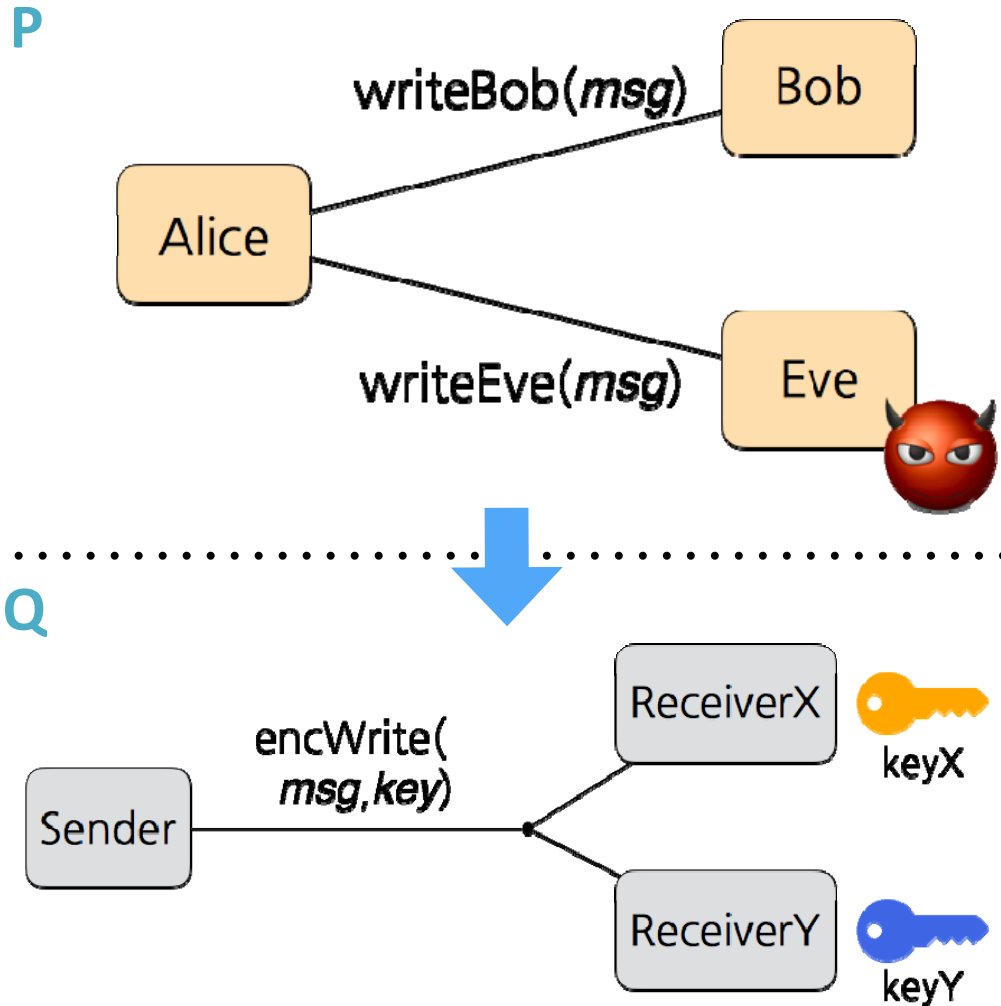 P
writeBob(msg)
Bob
Alice
writeEve(msg)
Eve
Q
encWrite(
msg,key)
Sender
ReceiverX
keyX
ReceiverY
keyY